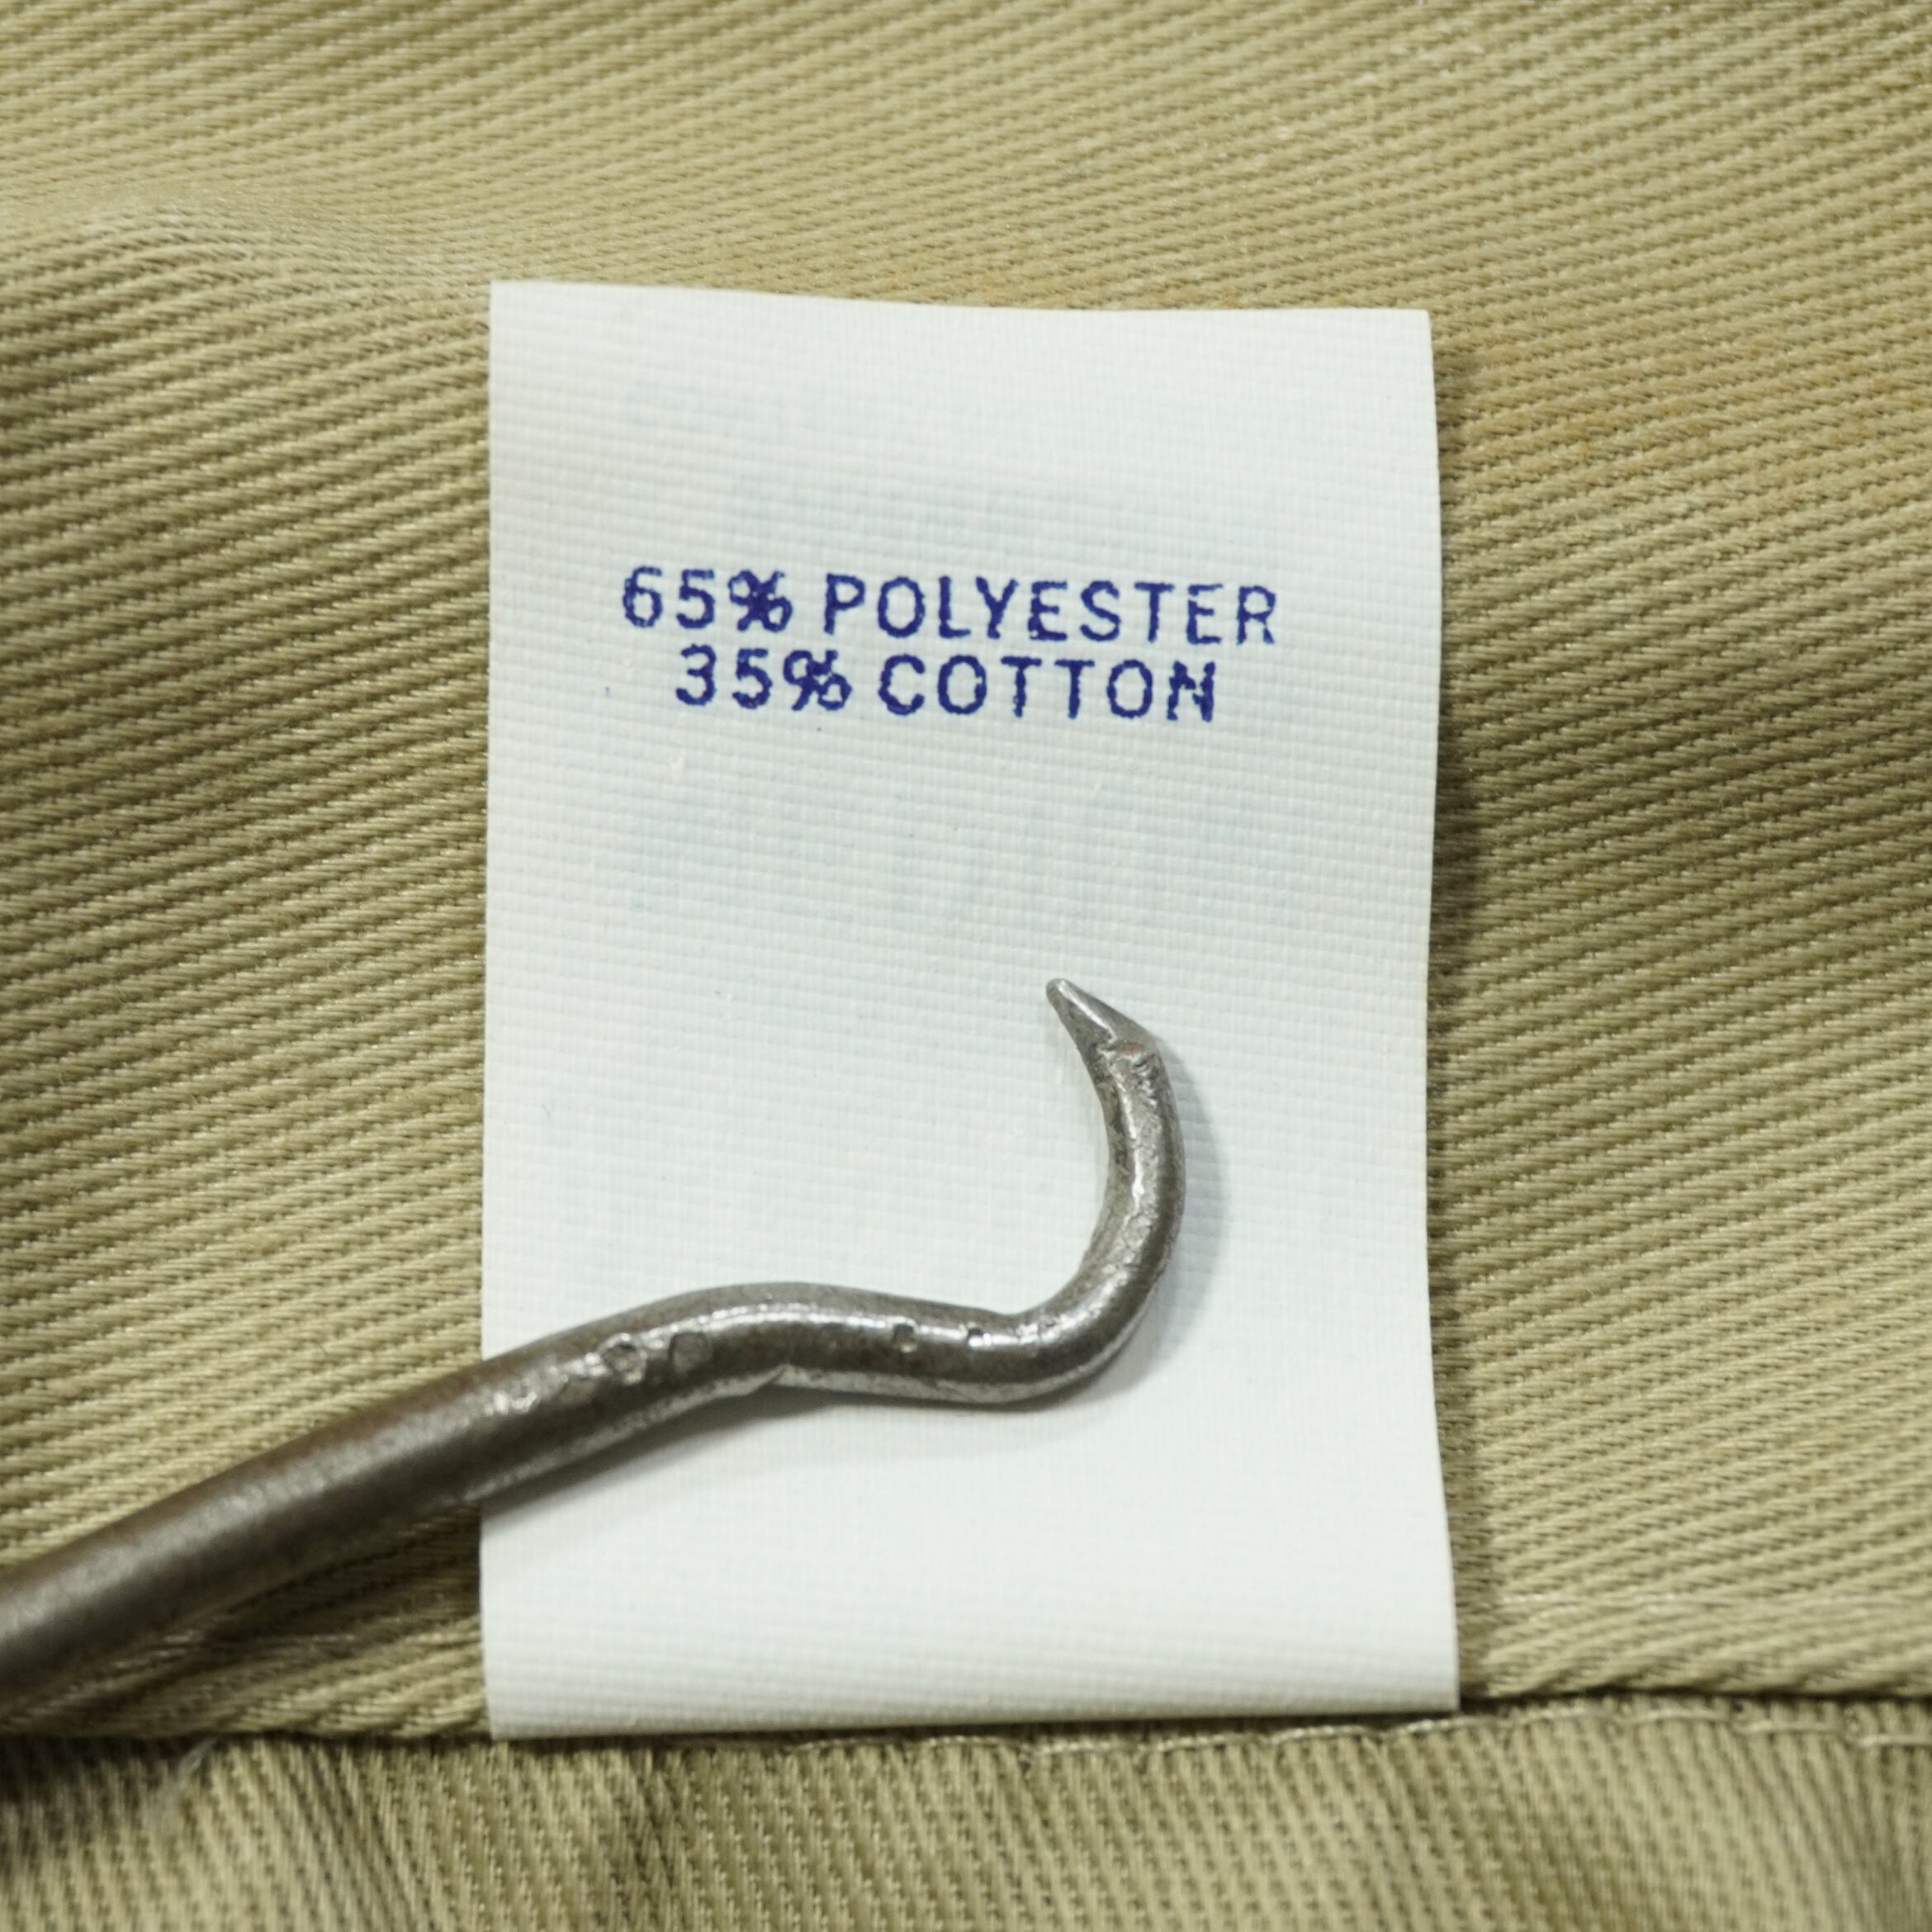 65% POLYESTER
35% COTTON